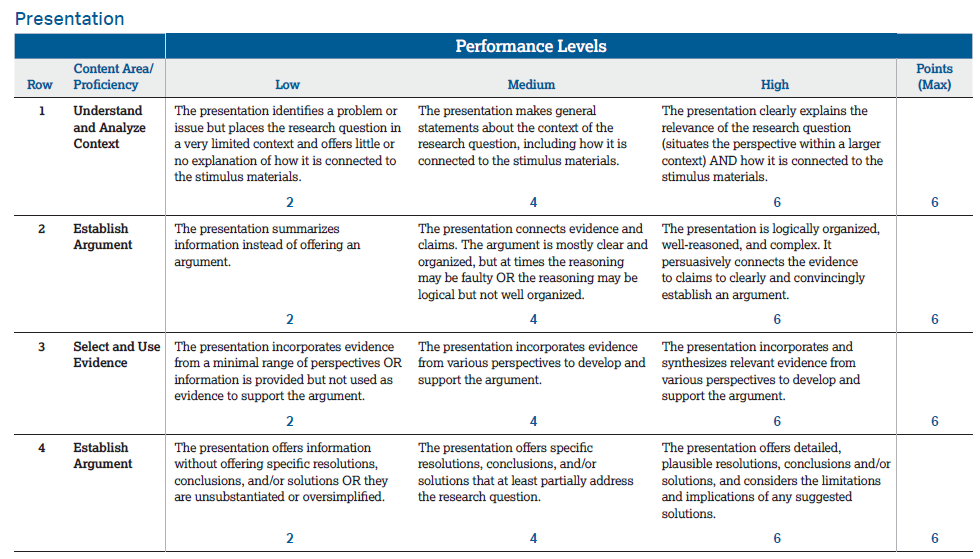 Presentation
Performance Levels
Row
Content Area/
Proficiency
Low
Medium
High
Points
(Max)
1
Understand
and Analyze
Context
The presentation identifies a problem or
issue but places the research question in
a very limited context and offers little or
no explanation of how it is connected to
the stimulus materials.
2
The presentation makes general
statements about the context of the
research question, including how it is
connected to the stimulus materials.
4
The presentation clearly explains the
relevance of the research question
(situates the perspective within a larger
context) AND how it is connected to the
stimulus materials.
6
6
2
Establish
Argument
The presentation summarizes
information instead of offering an
argument.
2
The presentation connects evidence and
claims. The argument is mostly clear and
organized, but at times the reasoning
may be faulty OR the reasoning may be
logical but not well organized.
4
The presentation is logically organized,
well-reasoned, and complex. It
persuasively connects the evidence
to claims to clearly and convincingly
establish an argument.
6
6
3
Select and Use
Evidence
The presentation incorporates evidence
from a minimal range of perspectives OR
information is provided but not used as
evidence to support the argument.
2
The presentation incorporates evidence
from various perspectives to develop and
support the argument.
4
The presentation incorporates and
synthesizes relevant evidence from
various perspectives to develop and
support the argument.
6
6
4
Establish
Argument
The presentation offers information
without offering specific resolutions,
conclusions, and/or solutions OR they
are unsubstantiated or oversimplified.
2
The presentation offers specific
resolutions, conclusions, and/or
solutions that at least partially address
the research question.
4
The presentation offers detailed,
plausible resolutions, conclusions and/or
solutions, and considers the limitations
and implications of any suggested
solutions.
6
6